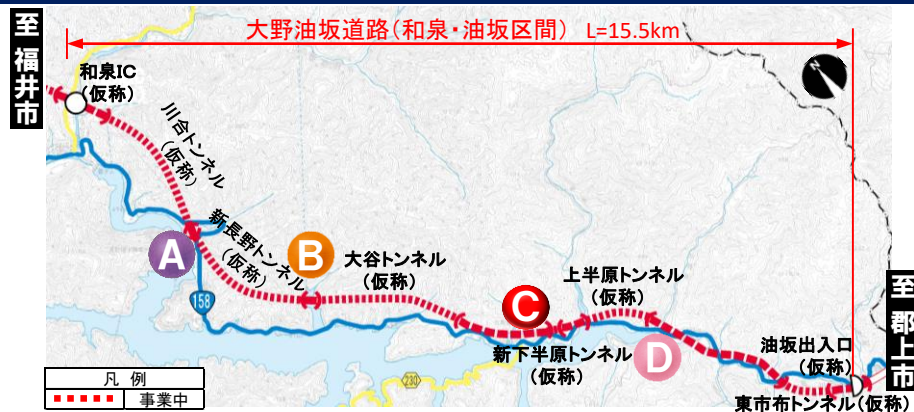 大野油坂道路(和泉・油坂区間) L=15.5km
至 福井市
和泉IC
(仮称)
川合トンネル
(仮称)
新長野トンネル
(仮称)
A
B
大谷トンネル
(仮称)
158
C
上半原トンネル
(仮称)
新下半原トンネル
(仮称)
D
230
油坂出入口
(仮称)
至 郡上市
東市布トンネル(仮称)
凡 例
事業中